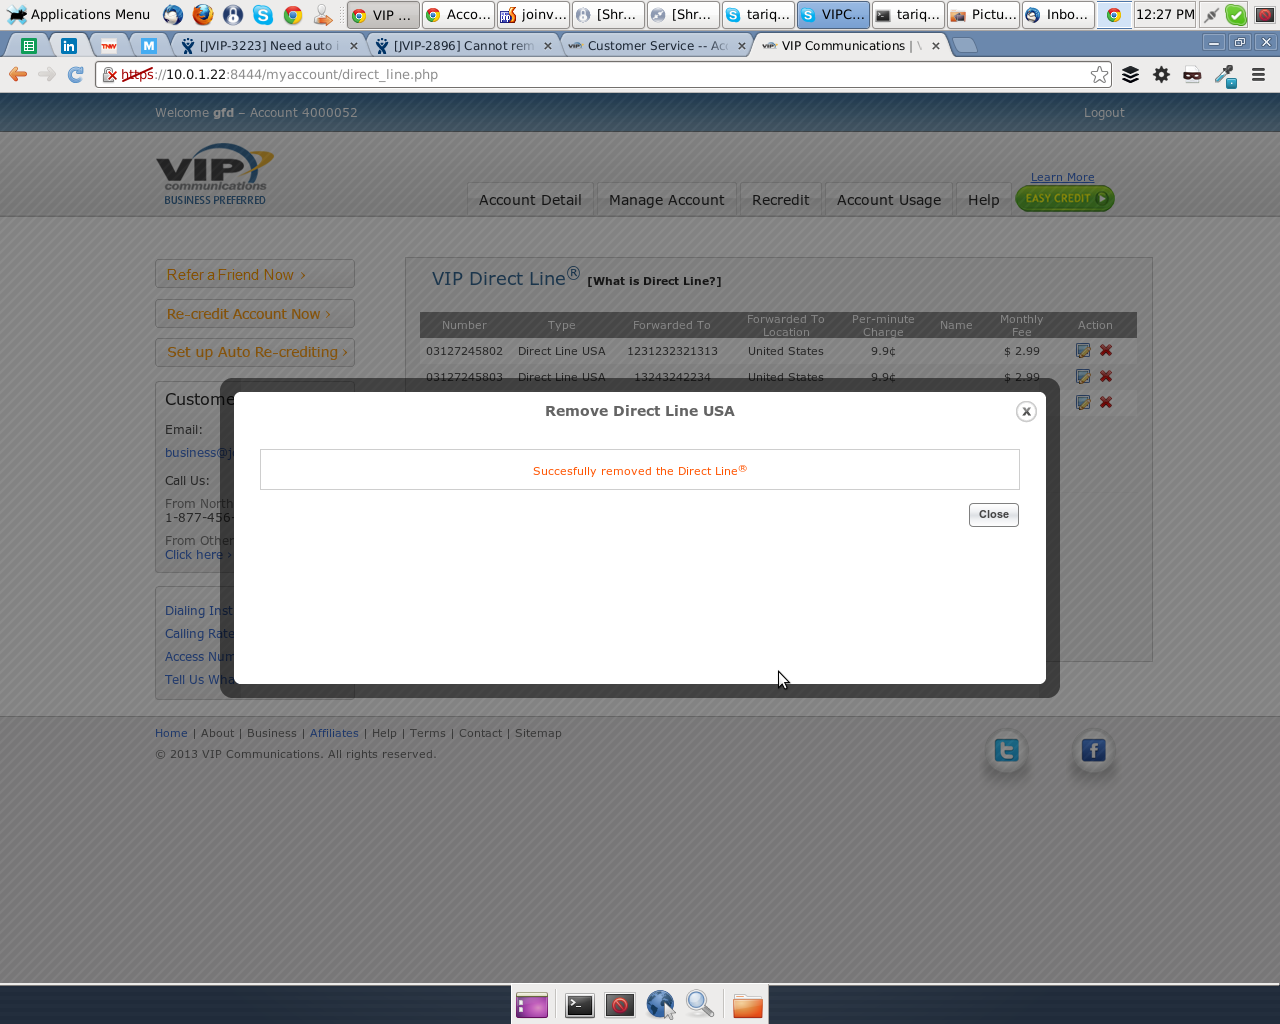 Applications Menu
VIP ...
Acco...
joinv...
[Shr...
[Shr...
tariq...
VIPC...
tariq...
Pictu...
Inbo...
12:27 PM
[JVIP-3223] Need auto
[JVIP-2896] Cannot rem
Customer Service -- Ac
VIP Communications |
https://10.0.1.22:8444/myaccount/direct_line.php
Welcome gfd – Account 4000052
Logout
VIP
communications
BUSINESS PREFERRED
Learn More
Account Detail
Manage Account
Recredit
Account Usage
Help
EASY CREDIT
Refer a Friend Now ›
Re-credit Account Now ›
Set up Auto Re-crediting ›
VIP Direct Line® [What is Direct Line?]
Number Type Forwarded To Forwarded To Location Per-minute Charge Name Monthly Fee Action
03127245802 Direct Line USA 1231232321313 United States 9.9¢ $ 2.99
03127245803 Direct Line USA 13243242234 United States 9.9¢ $ 2.99
Custome
Email:
business@j
Call Us:
From North
1-877-456-
From Othe
Click here ›
Dialing Inst
Calling Rate
Access Num
Tell Us Wha
Remove Direct Line USA
x
Succesfully removed the Direct Line®
Close
Home | About | Business | Affiliates | Help | Terms | Contact | Sitemap
© 2013 VIP Communications. All rights reserved.